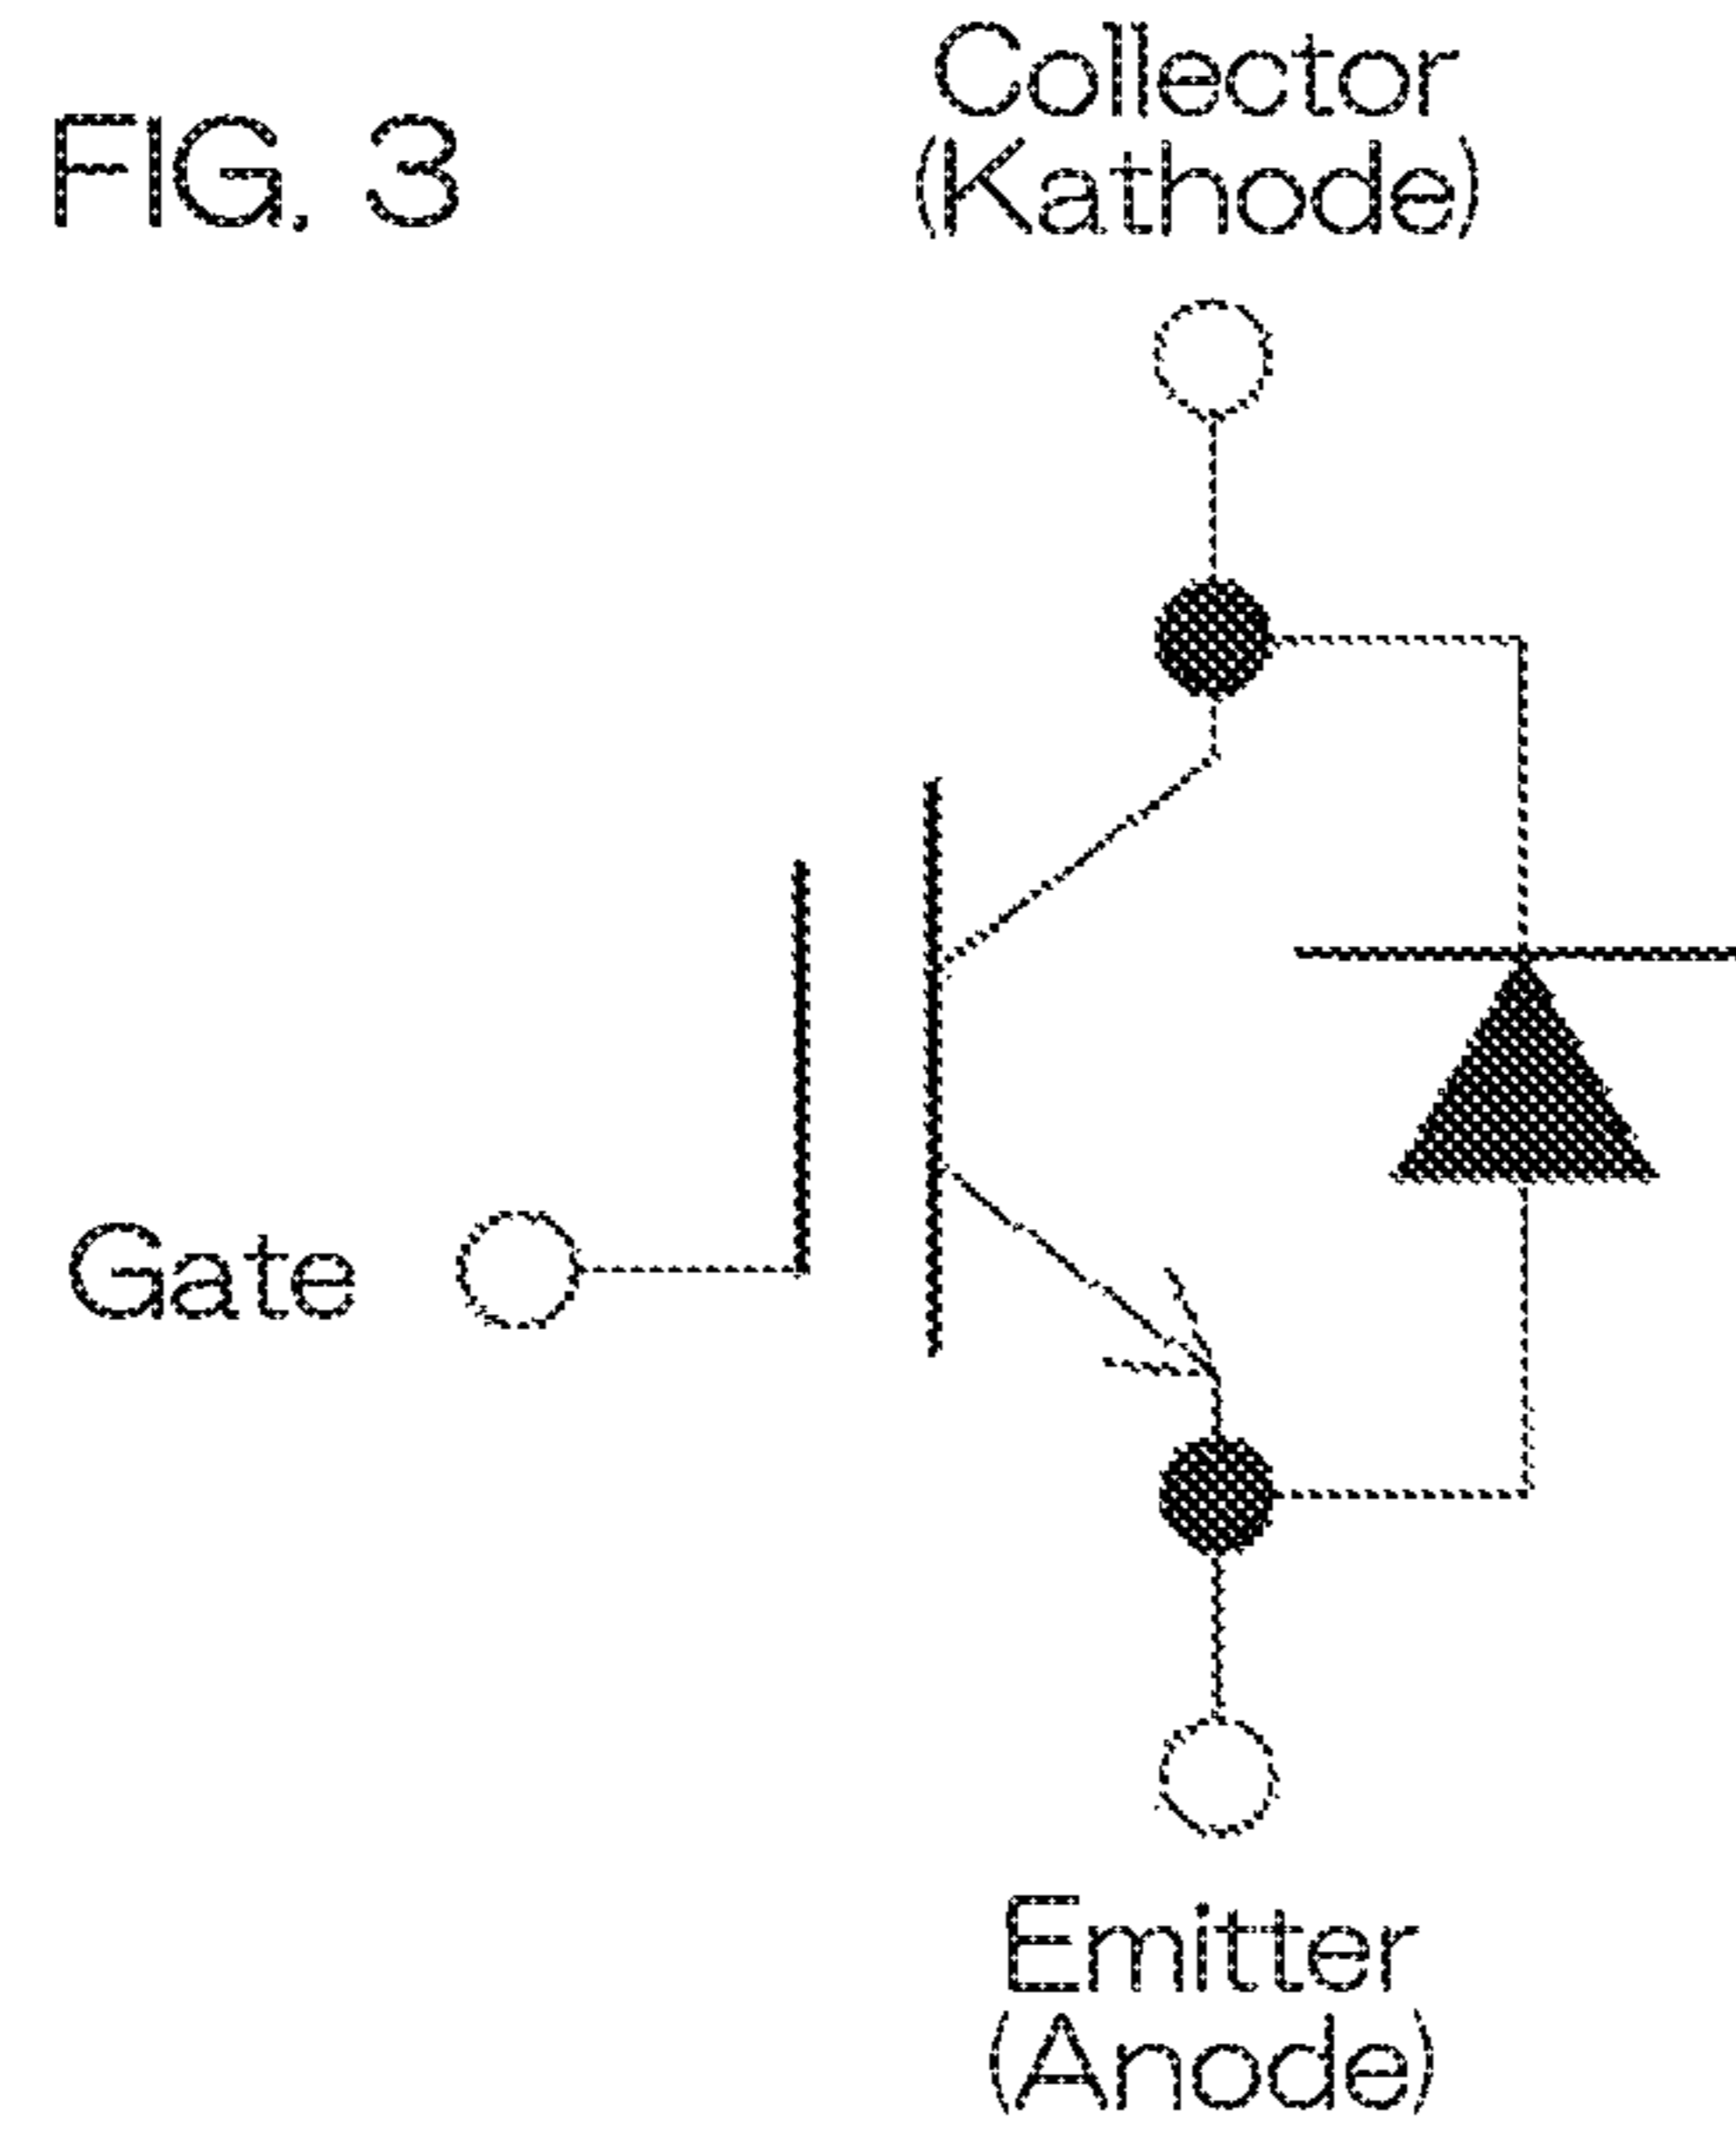 FIG. 3
Collector
(Kathode)
Gate
Emitter
(Anode)